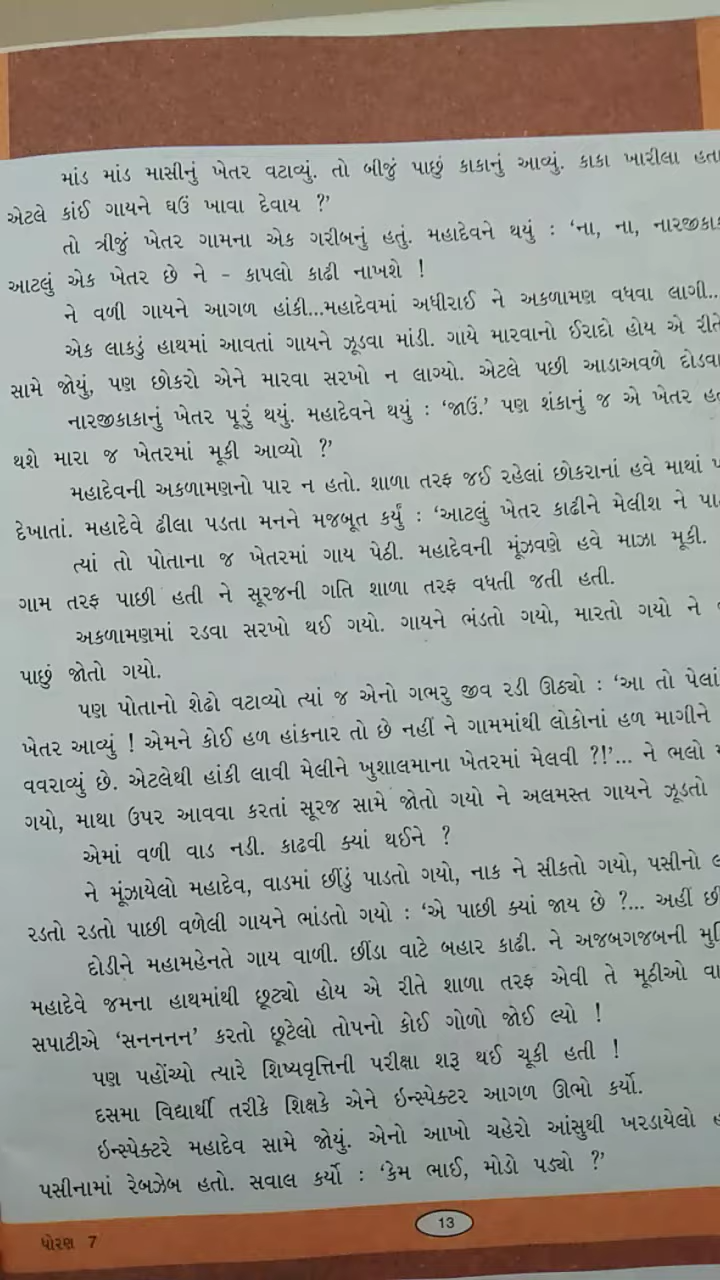 માંડ માંડ માસીનું ખેતર વટાવ્યું. તો બીજું પાછું કાકાનું આવ્યું. કાકા ખારીલા હતા
એટલે કાંઈ ગાયને ઘઉં ખાવા દેવાય ?’
તો ત્રીજું ખેતર ગામના એક ગરીબનું હતું. મહાદેવને થયું : ‘ના, ના, નારજીકાકા
આટલું એક ખેતર છે ને – કાપલો કાઢી નાખશે !
ને વળી ગાયને આગળ હાંકી...મહાદેવમાં અધીરાઈ ને અકળામણ વધવા લાગી...
એક લાકડું હાથમાં આવતાં ગાયને ઝૂડવા માંડી. ગાયે મારવાનો ઈરાદો હોય એ રીતે
સામે જોયું, પણ છોકરો એને મારવા સરખો ન લાગ્યો. એટલે પછી આડાઅવળે દોડવા
નારજીકાકાનું ખેતર પૂરું થયું. મહાદેવને થયું : ‘જાઉં.’ પણ શંકાનું જ એ ખેતર
થશે મારા જ ખેતરમાં મૂકી આવ્યો ?’
મહાદેવની અકળામણનો પાર ન હતો. શાળા તરફ જઈ રહેલાં છોકરાનાં હવે માથાં
દેખાતાં. મહાદેવે ઢીલા પડતા મનને મજબૂત કર્યું : ‘આટલું ખેતર કાઢીને મેલીશ ને
ત્યાં તો પોતાના જ ખેતરમાં ગાય પેઠી. મહાદેવની મૂંઝવણે હવે માઝા મૂકી.
ગામ તરફ પાછી હતી ને સૂરજની ગતિ શાળા તરફ વધતી જતી હતી.
અકળામણમાં રડવા સરખો થઈ ગયો. ગાયને ભંડતો ગયો, મારતો ગયો ને
પાછું જોતો ગયો.
પણ પોતાનો શેઢો વટાવ્યો ત્યાં જ એનો ગભરુ જીવ રડી ઊઠ્યો : ‘આ તો પેલાં
ખેતર આવ્યું ! એમને કોઈ હળ હાંકનાર તો છે નહીં ને ગામમાંથી લોકોનાં હળ માગીને
વવરાવ્યું છે. એટલેથી હાંકી લાવી મેલીને ખુશાલમાના ખેતરમાં મેલવી ?!’... ને ભલો
ગયો, માથા ઉપર આવવા કરતાં સૂરજ સામે જોતો ગયો ને અલમસ્ત ગાયને ઝૂડતો
એમાં વળી વાડ નડી. કાઢવી ક્યાં થઈને ?
ને મૂંઝાયેલો મહાદેવ, વાડમાં છીંડું પાડતો ગયો, નાક ને સીકતો ગયો, પસીનો
રડતો રડતો પાછી વળેલી ગાયને ભાંડતો ગયો : ‘એ પાછી ક્યાં જાય છે ?... અહીં
દોડીને મહામહેનતે ગાય વાળી. છીંડા વાટે બહાર કાઢી. ને અજબગજબની
મહાદેવે જમના હાથમાંથી છૂટ્યો હોય એ રીતે શાળા તરફ એવી તે મૂઠીઓ
સપાટીએ ‘સનનનન’ કરતો છૂટેલો તોપનો કોઈ ગોળો જોઈ લ્યો !
પણ પહોંચ્યો ત્યારે શિષ્યવૃત્તિની પરીક્ષા શરૂ થઈ ચૂકી હતી !
દસમા વિદ્યાર્થી તરીકે શિક્ષકે એને ઇન્સ્પેક્ટર આગળ ઊભો કર્યો.
ઇન્સ્પેક્ટરે મહાદેવ સામે જોયું. એનો આખો ચહેરો આંસુથી ખરડાયેલો
પસીનામાં રેબઝેબ હતો. સવાલ કર્યો : ‘કેમ ભાઈ, મોડો પડ્યો ?’
ધોરણ 7
13